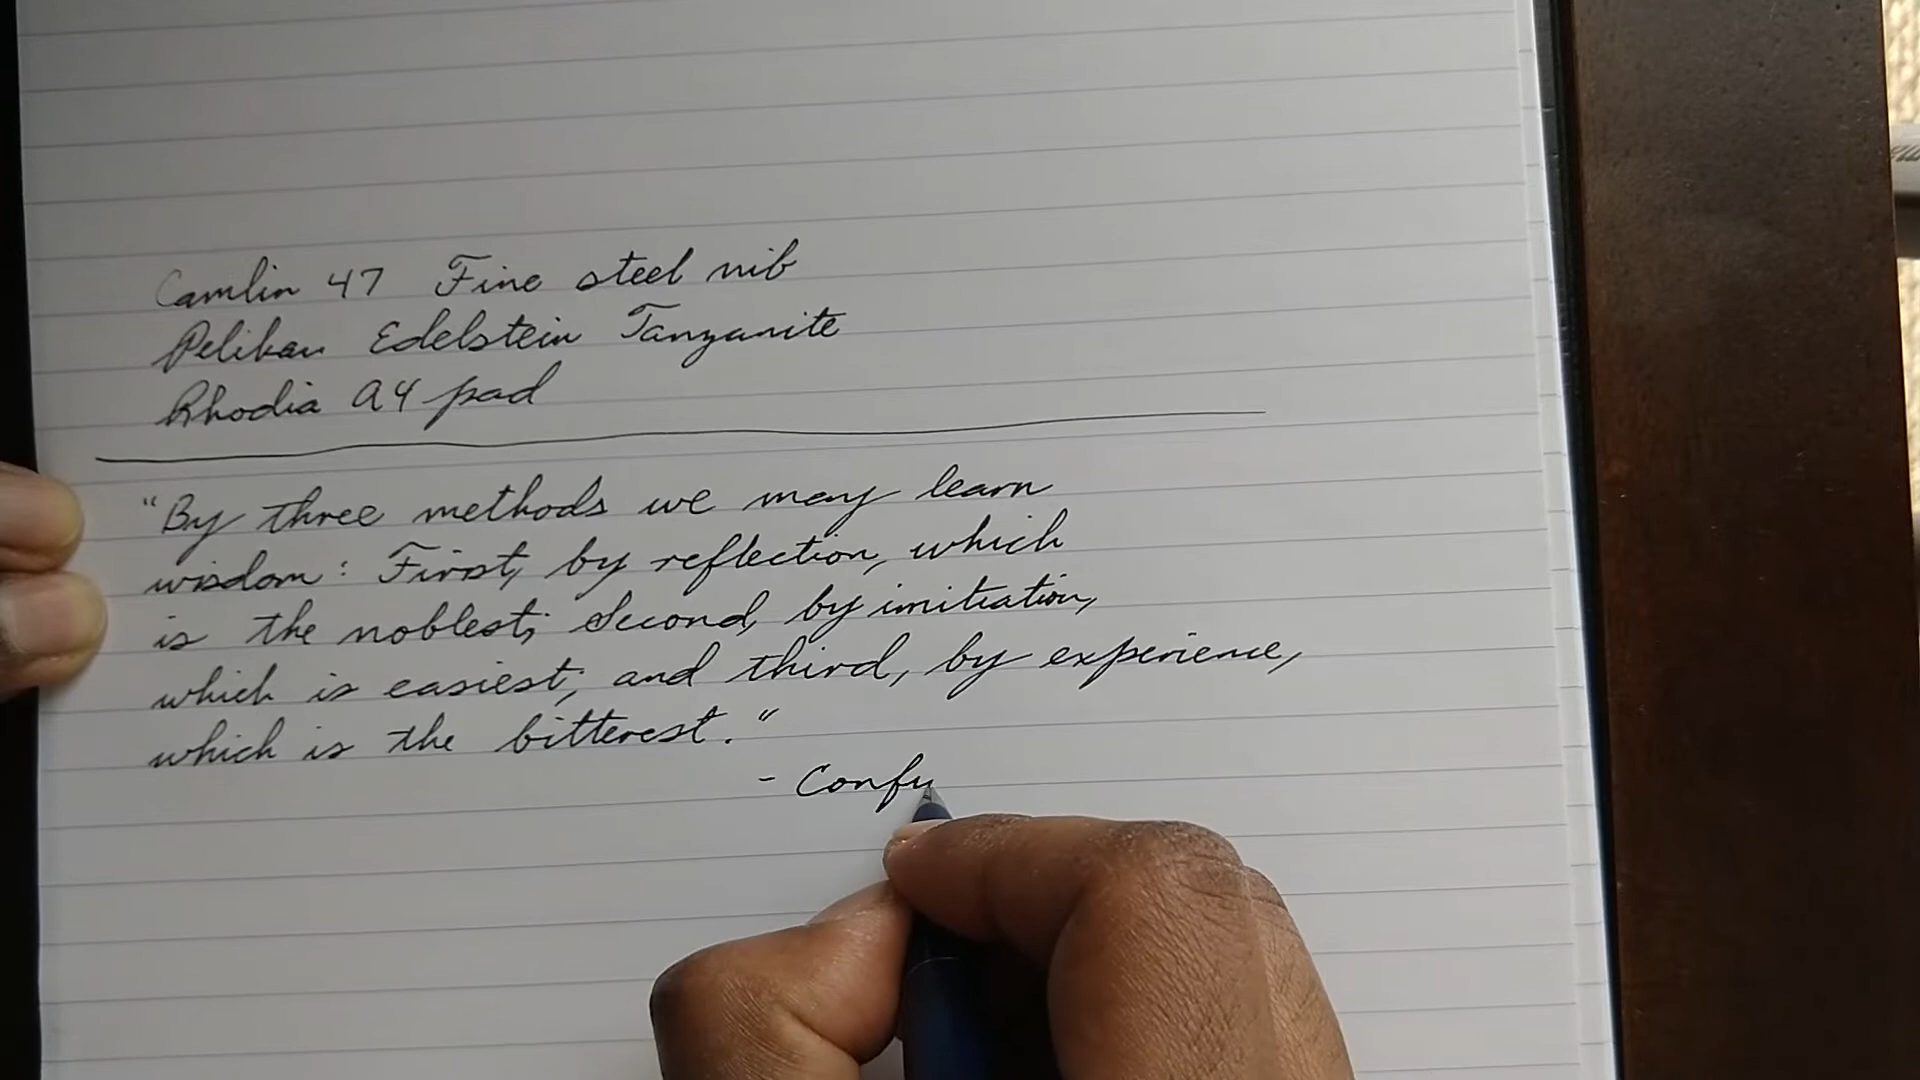 Camlin 47 Fine steel nib
Pelikan Edelstein Tanzanite
Rhodia A4 pad
"By three methods we may learn
wisdom: First, by reflection, which
is the noblest; Second, by imitation,
which is easiest; and third, by experience,
which is the bitterest."
- Confu